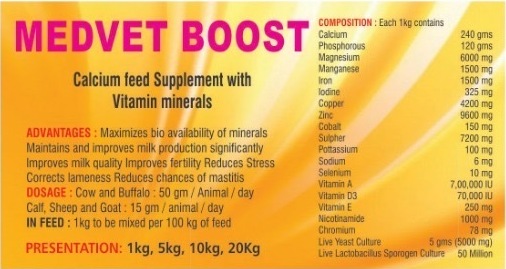 MEDVET BOOST
Calcium feed Supplement with
Vitamin minerals
ADVANTAGES : Maximizes bio availability of minerals
Maintains and improves milk production significantly
Improves milk quality Improves fertility Reduces Stress
Corrects lameness Reduces chances of mastitis
DOSAGE : Cow and Buffalo : 50 gm / Animal / day
Calf, Sheep and Goat : 15 gm / animal / day
IN FEED : 1kg to be mixed per 100 kg of feed
PRESENTATION: 1kg, 5kg, 10kg, 20Kg
COMPOSITION : Each 1kg contains
Calcium 240 gms
Phosphorous 120 gms
Magnesium 6000 mg
Manganese 1500 mg
Iron 1500 mg
Iodine 325 mg
Copper 4200 mg
Zinc 9600 mg
Cobalt 150 mg
Sulpher 7200 mg
Pottassium 100 mg
Sodium 6 mg
Selenium 10 mg
Vitamin A 7,00,000 IU
Vitamin D3 70,000 IU
Vitamin E 250 mg
Nicotinamide 1000 mg
Chromium 78 mg
Live Yeast Culture 5 gms (5000 mg)
Live Lactobacillus Sporogen Culture 50 Million